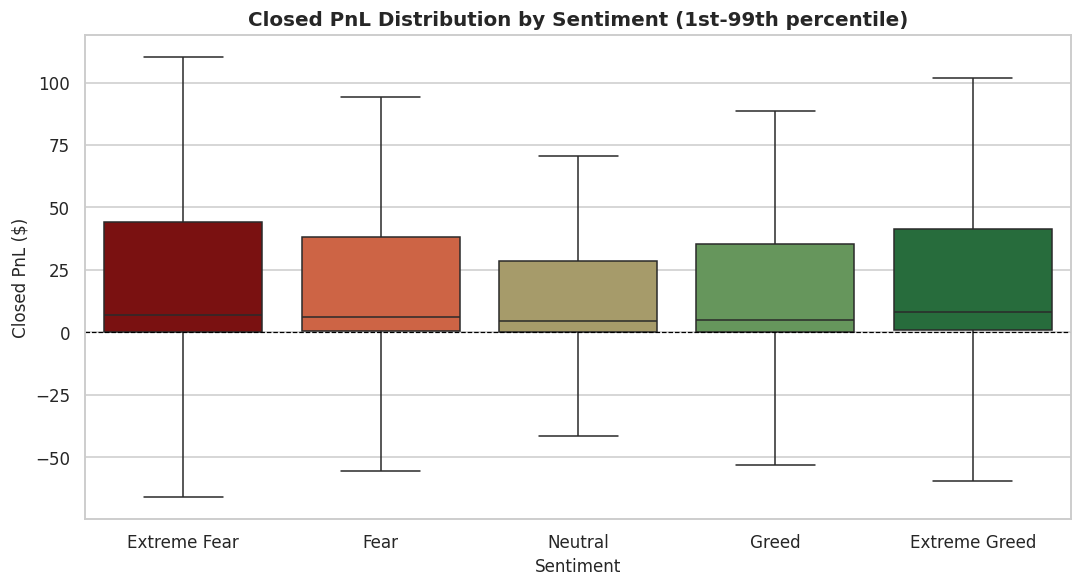 Closed PnL Distribution by Sentiment (1st-99th percentile)
Closed PnL ($)
100
75
50
25
0
−25
−50
Extreme Fear
Fear
Neutral
Greed
Extreme Greed
Sentiment